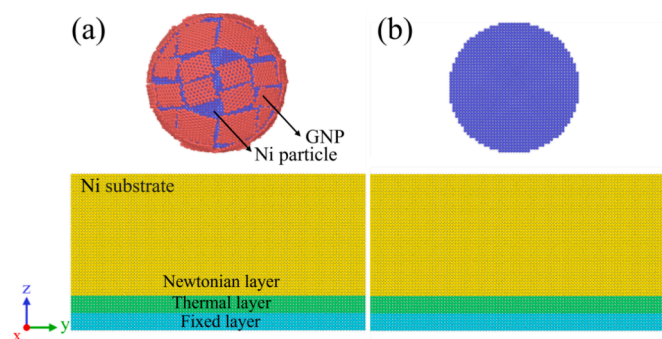 (a)
(b)
GNP
Ni particle
Ni substrate
Newtonian layer
Thermal layer
Fixed layer
z
y
x